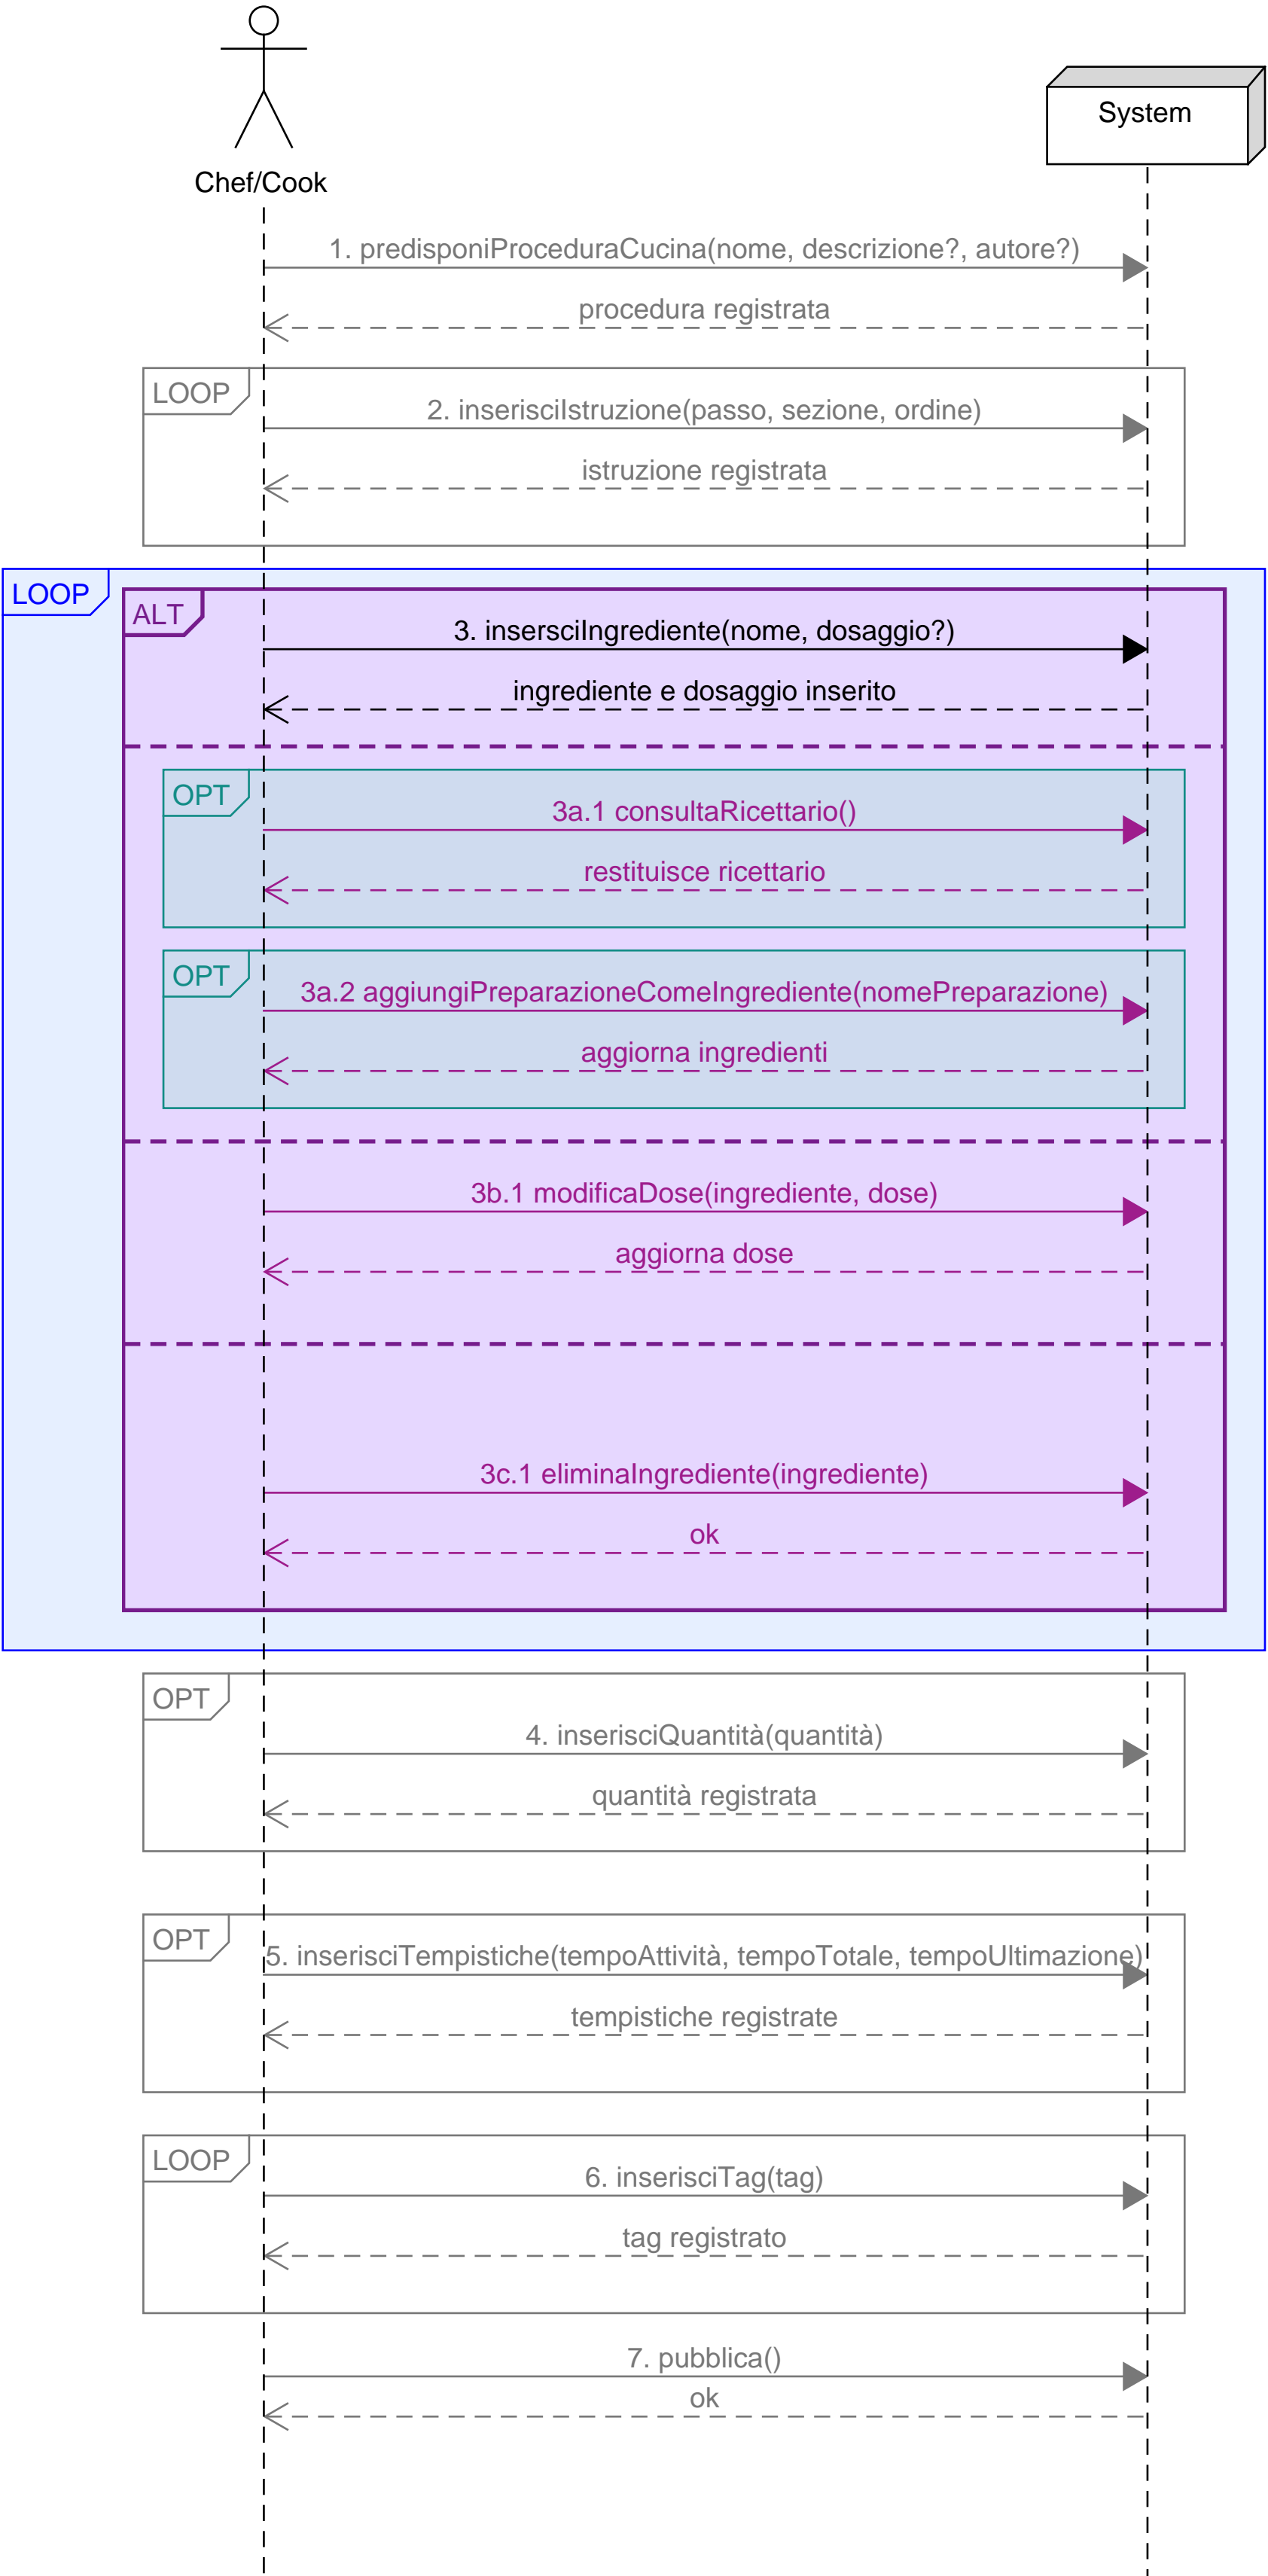 System
Chef/Cook
1. predisponiProceduraCucina(nome, descrizione?, autore?)
procedura registrata
LOOP
2. inserisciIstruzione(passo, sezione, ordine)
istruzione registrata
LOOP
ALT
3. insersciIngrediente(nome, dosaggio?)
ingrediente e dosaggio inserito
OPT
3a.1 consultaRicettario()
restituisce ricettario
OPT
3a.2 aggiungiPreparazioneComeIngrediente(nomePreparazione)
aggiorna ingredienti
3b.1 modificaDose(ingrediente, dose)
aggiorna dose
3c.1 eliminaIngrediente(ingrediente)
ok
OPT
4. inserisciQuantità(quantità)
quantità registrata
OPT
5. inserisciTempistiche(tempoAttività, tempoTotale, tempoUltimazione)
tempistiche registrate
LOOP
6. inserisciTag(tag)
tag registrato
7. pubblica()
ok